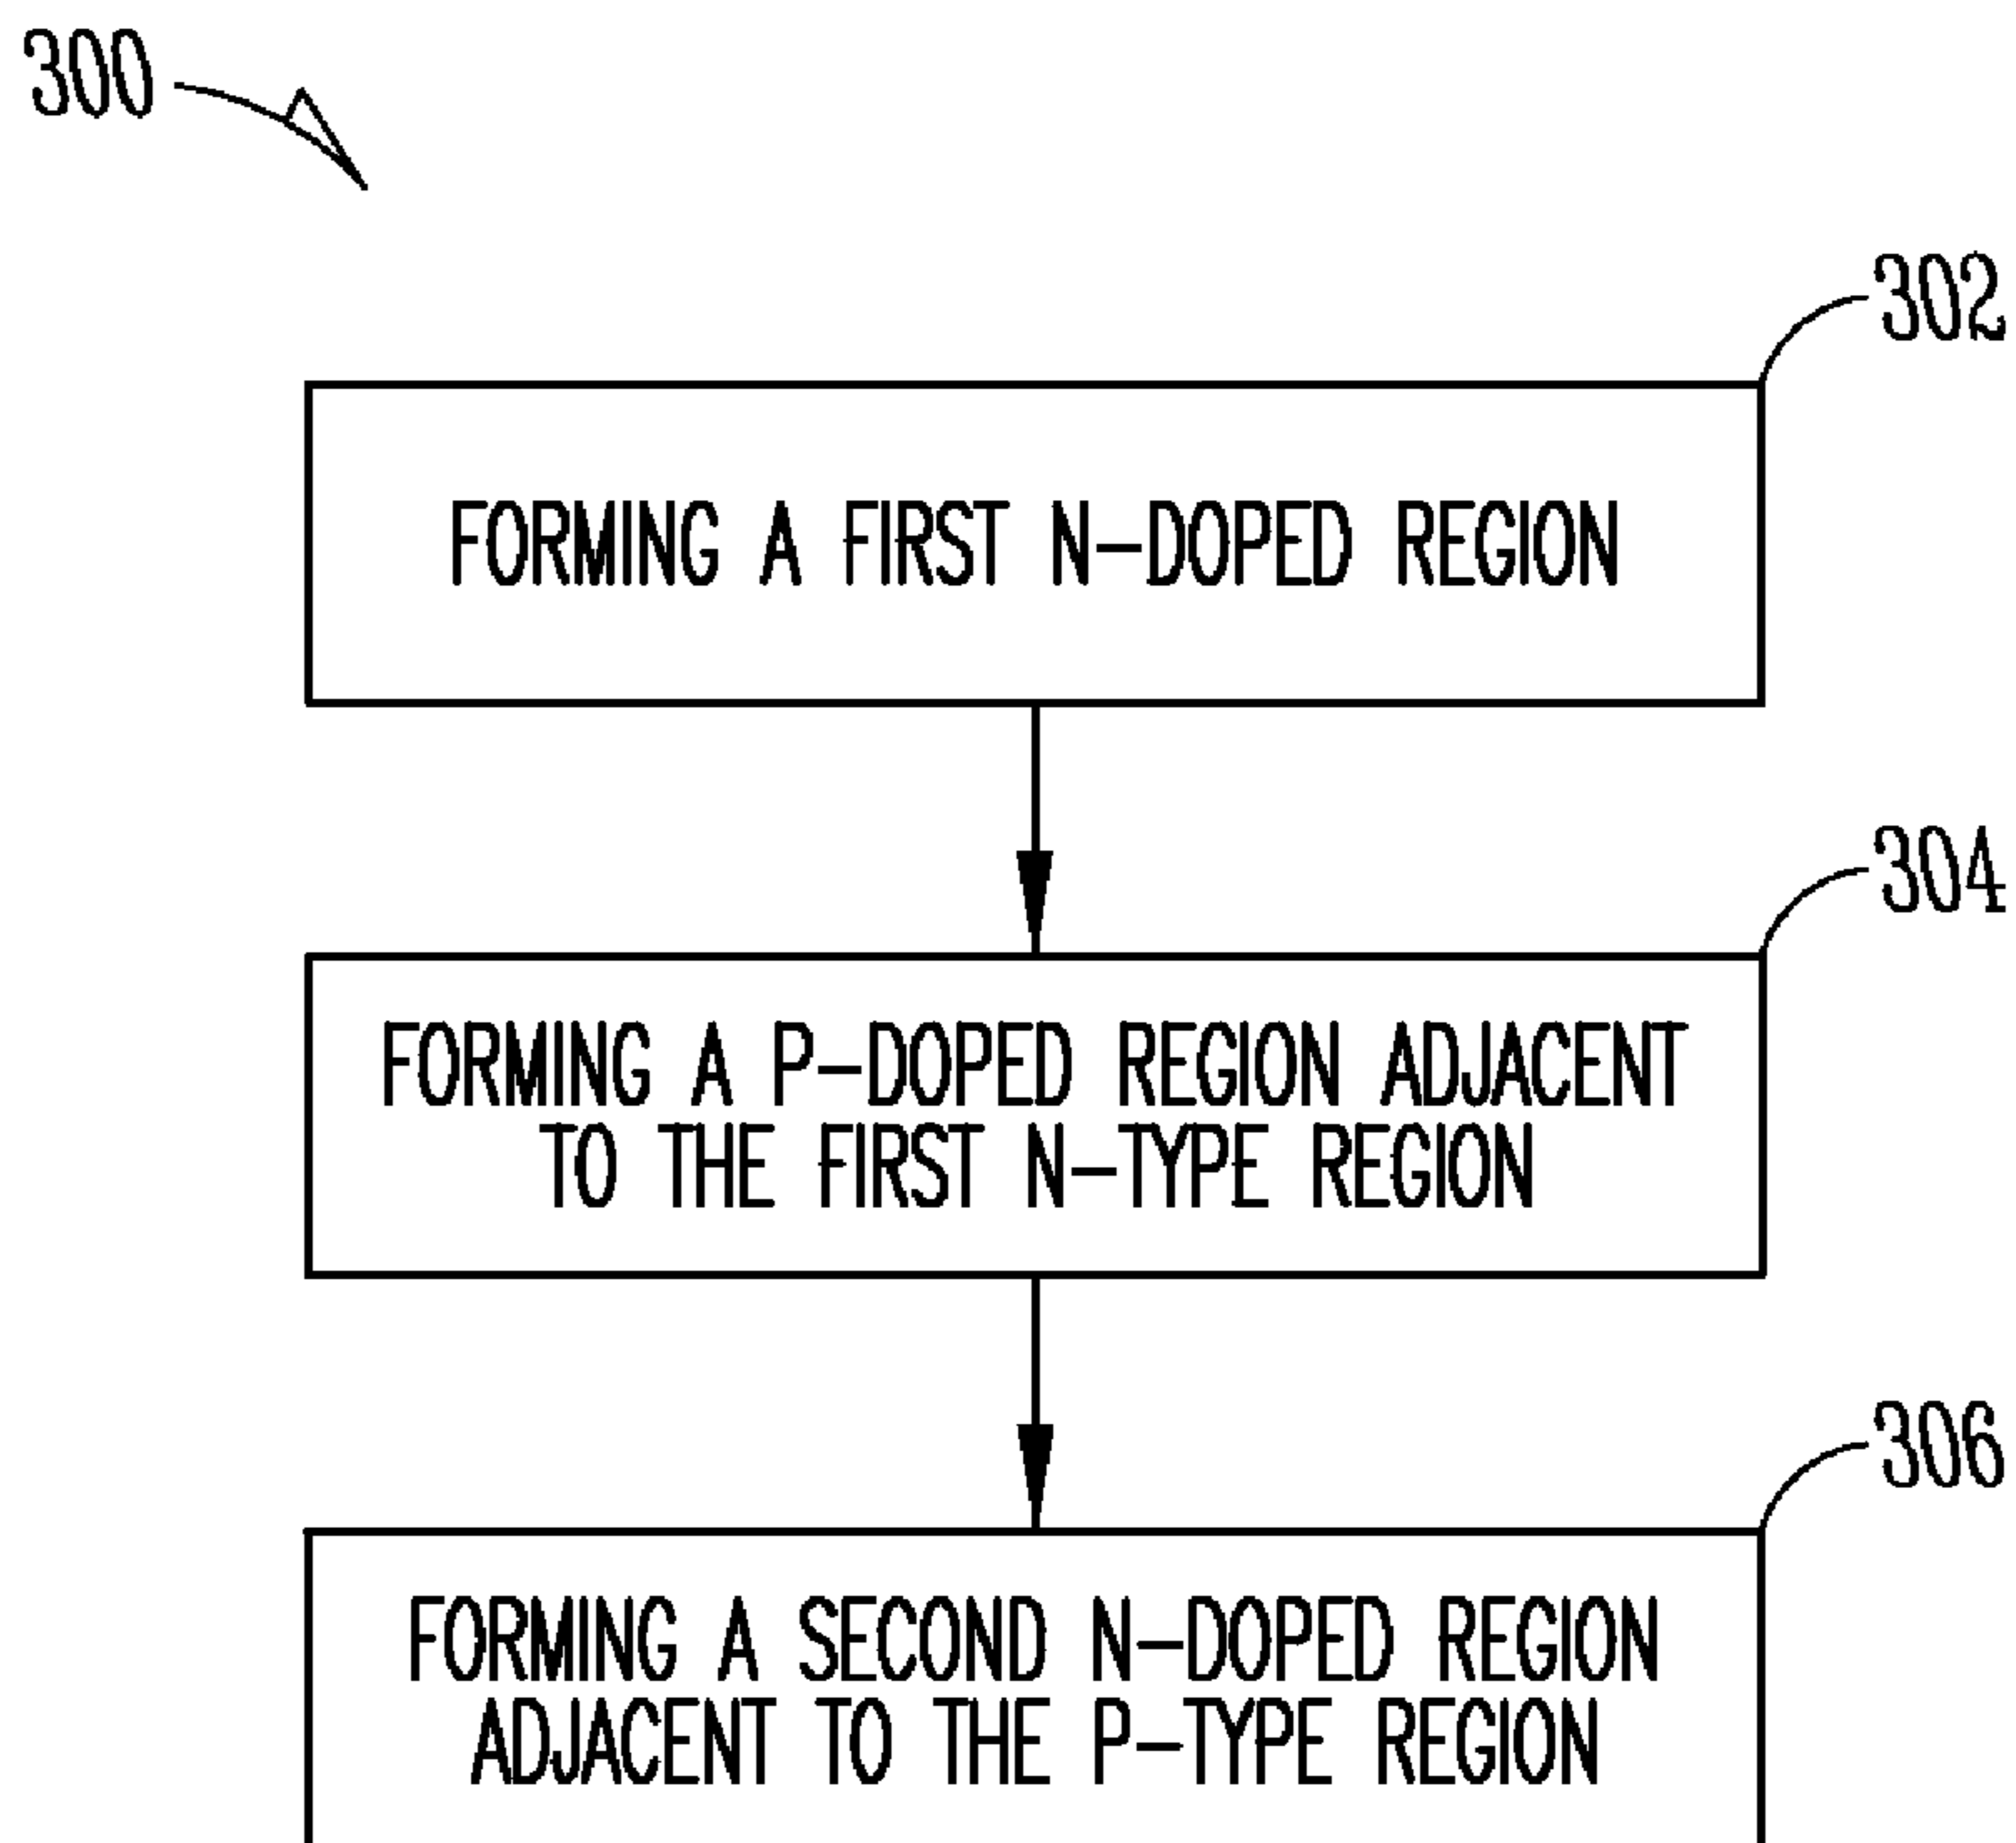 300
302
FORMING A FIRST N-DOPED REGION
304
FORMING A P-DOPED REGION ADJACENT
TO THE FIRST N-TYPE REGION
306
FORMING A SECOND N-DOPED REGION
ADJACENT TO THE P-TYPE REGION